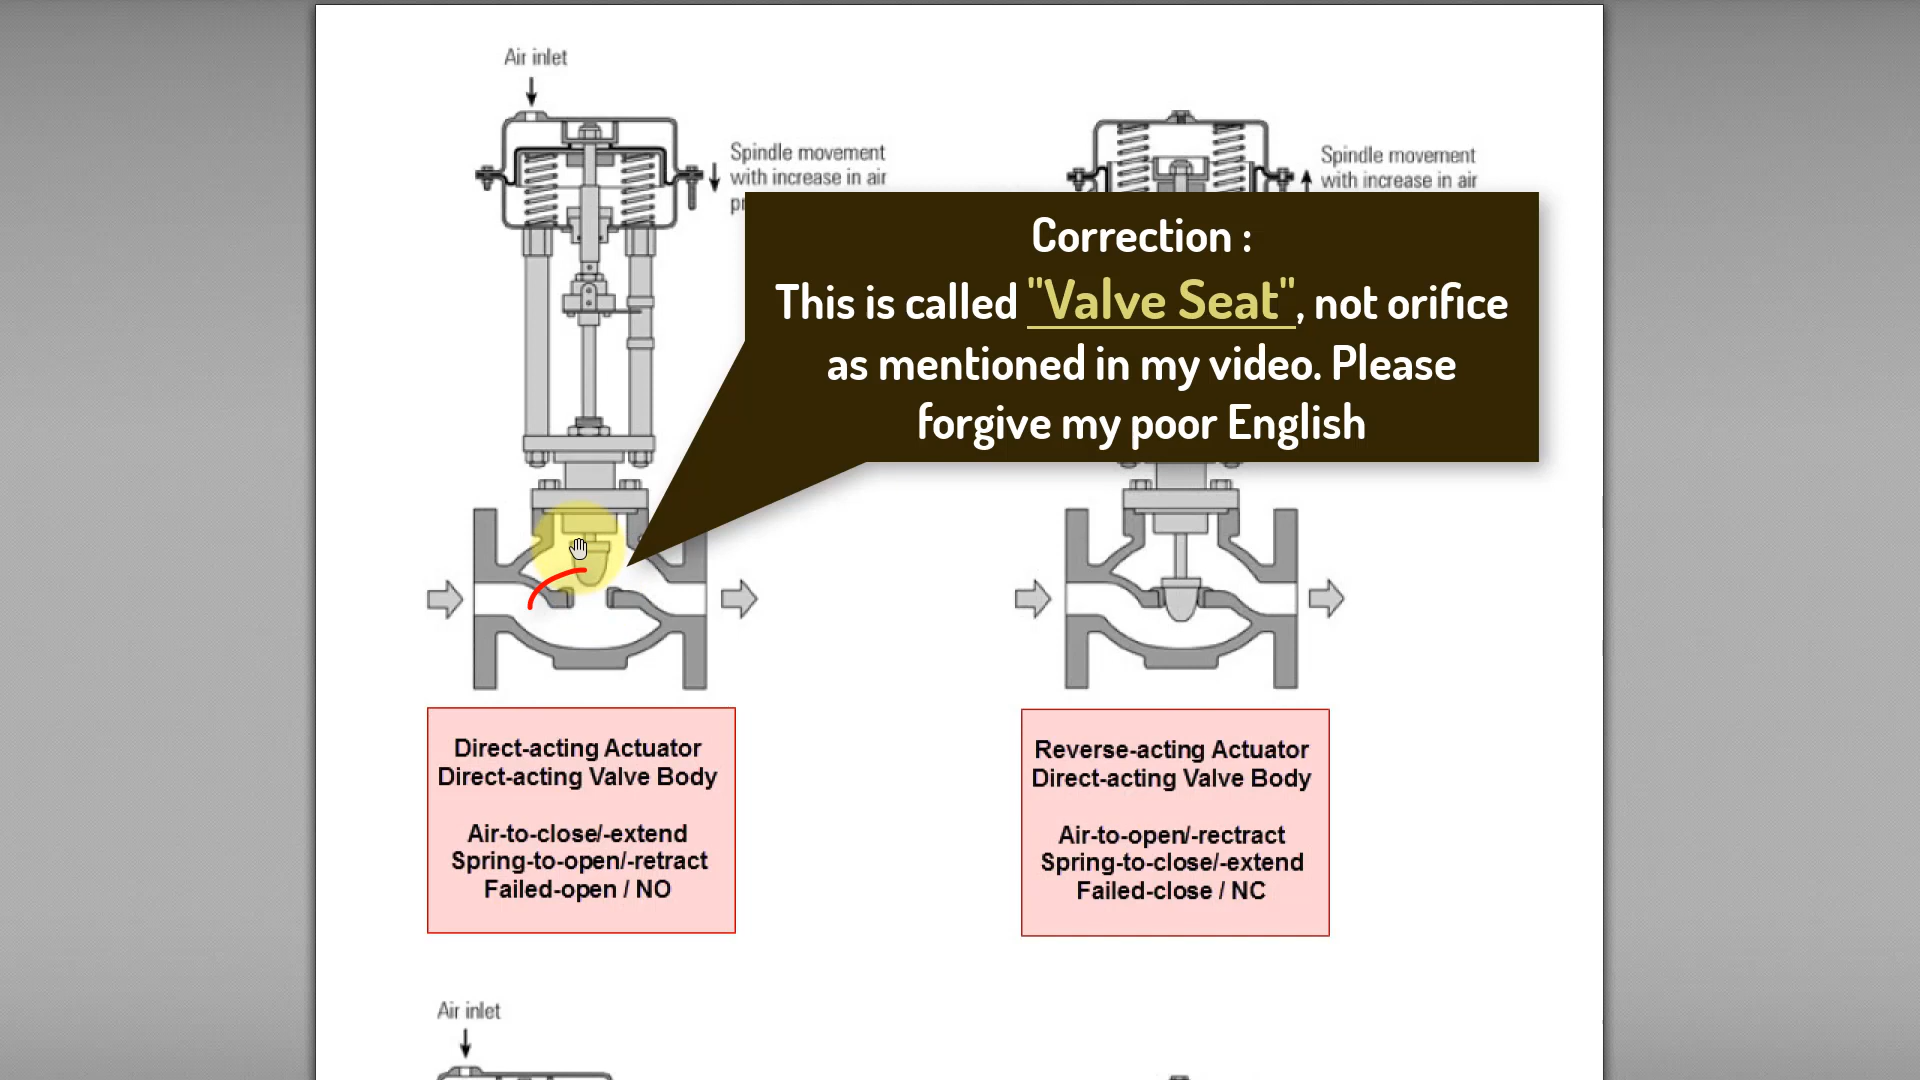 Air inlet
Spindle movement
with increase in air
pr
Spindle movement
with increase in air
Correction :
This is called "Valve Seat", not orifice
as mentioned in my video. Please
forgive my poor English
Direct-acting Actuator
Direct-acting Valve Body
Air-to-close/-extend
Spring-to-open/-retract
Failed-open / NO
Reverse-acting Actuator
Direct-acting Valve Body
Air-to-open/-rectract
Spring-to-close/-extend
Failed-close / NC
Air inlet